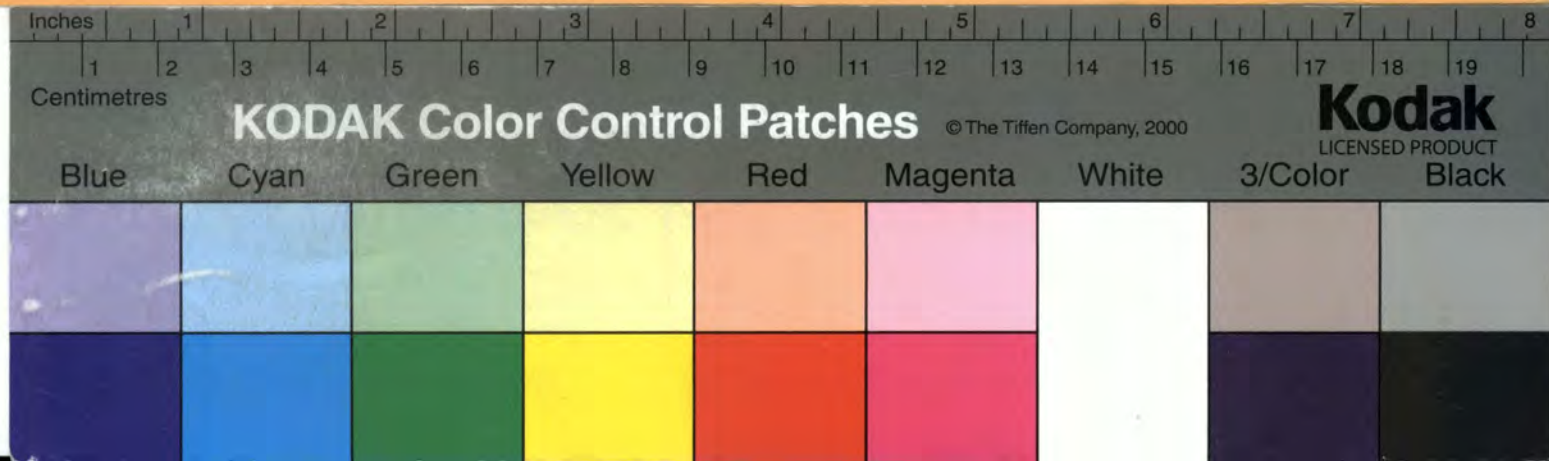 Inches 1 2 3 4 5 6 7 8
1 2 3 4 5 6 7 8 9 10 11 12 13 14 15 16 17 18 19
Centimetres
KODAK Color Control Patches © The Tiffen Company, 2000 Kodak
LICENSED PRODUCT
Blue Cyan Green Yellow Red Magenta White 3/Color Black